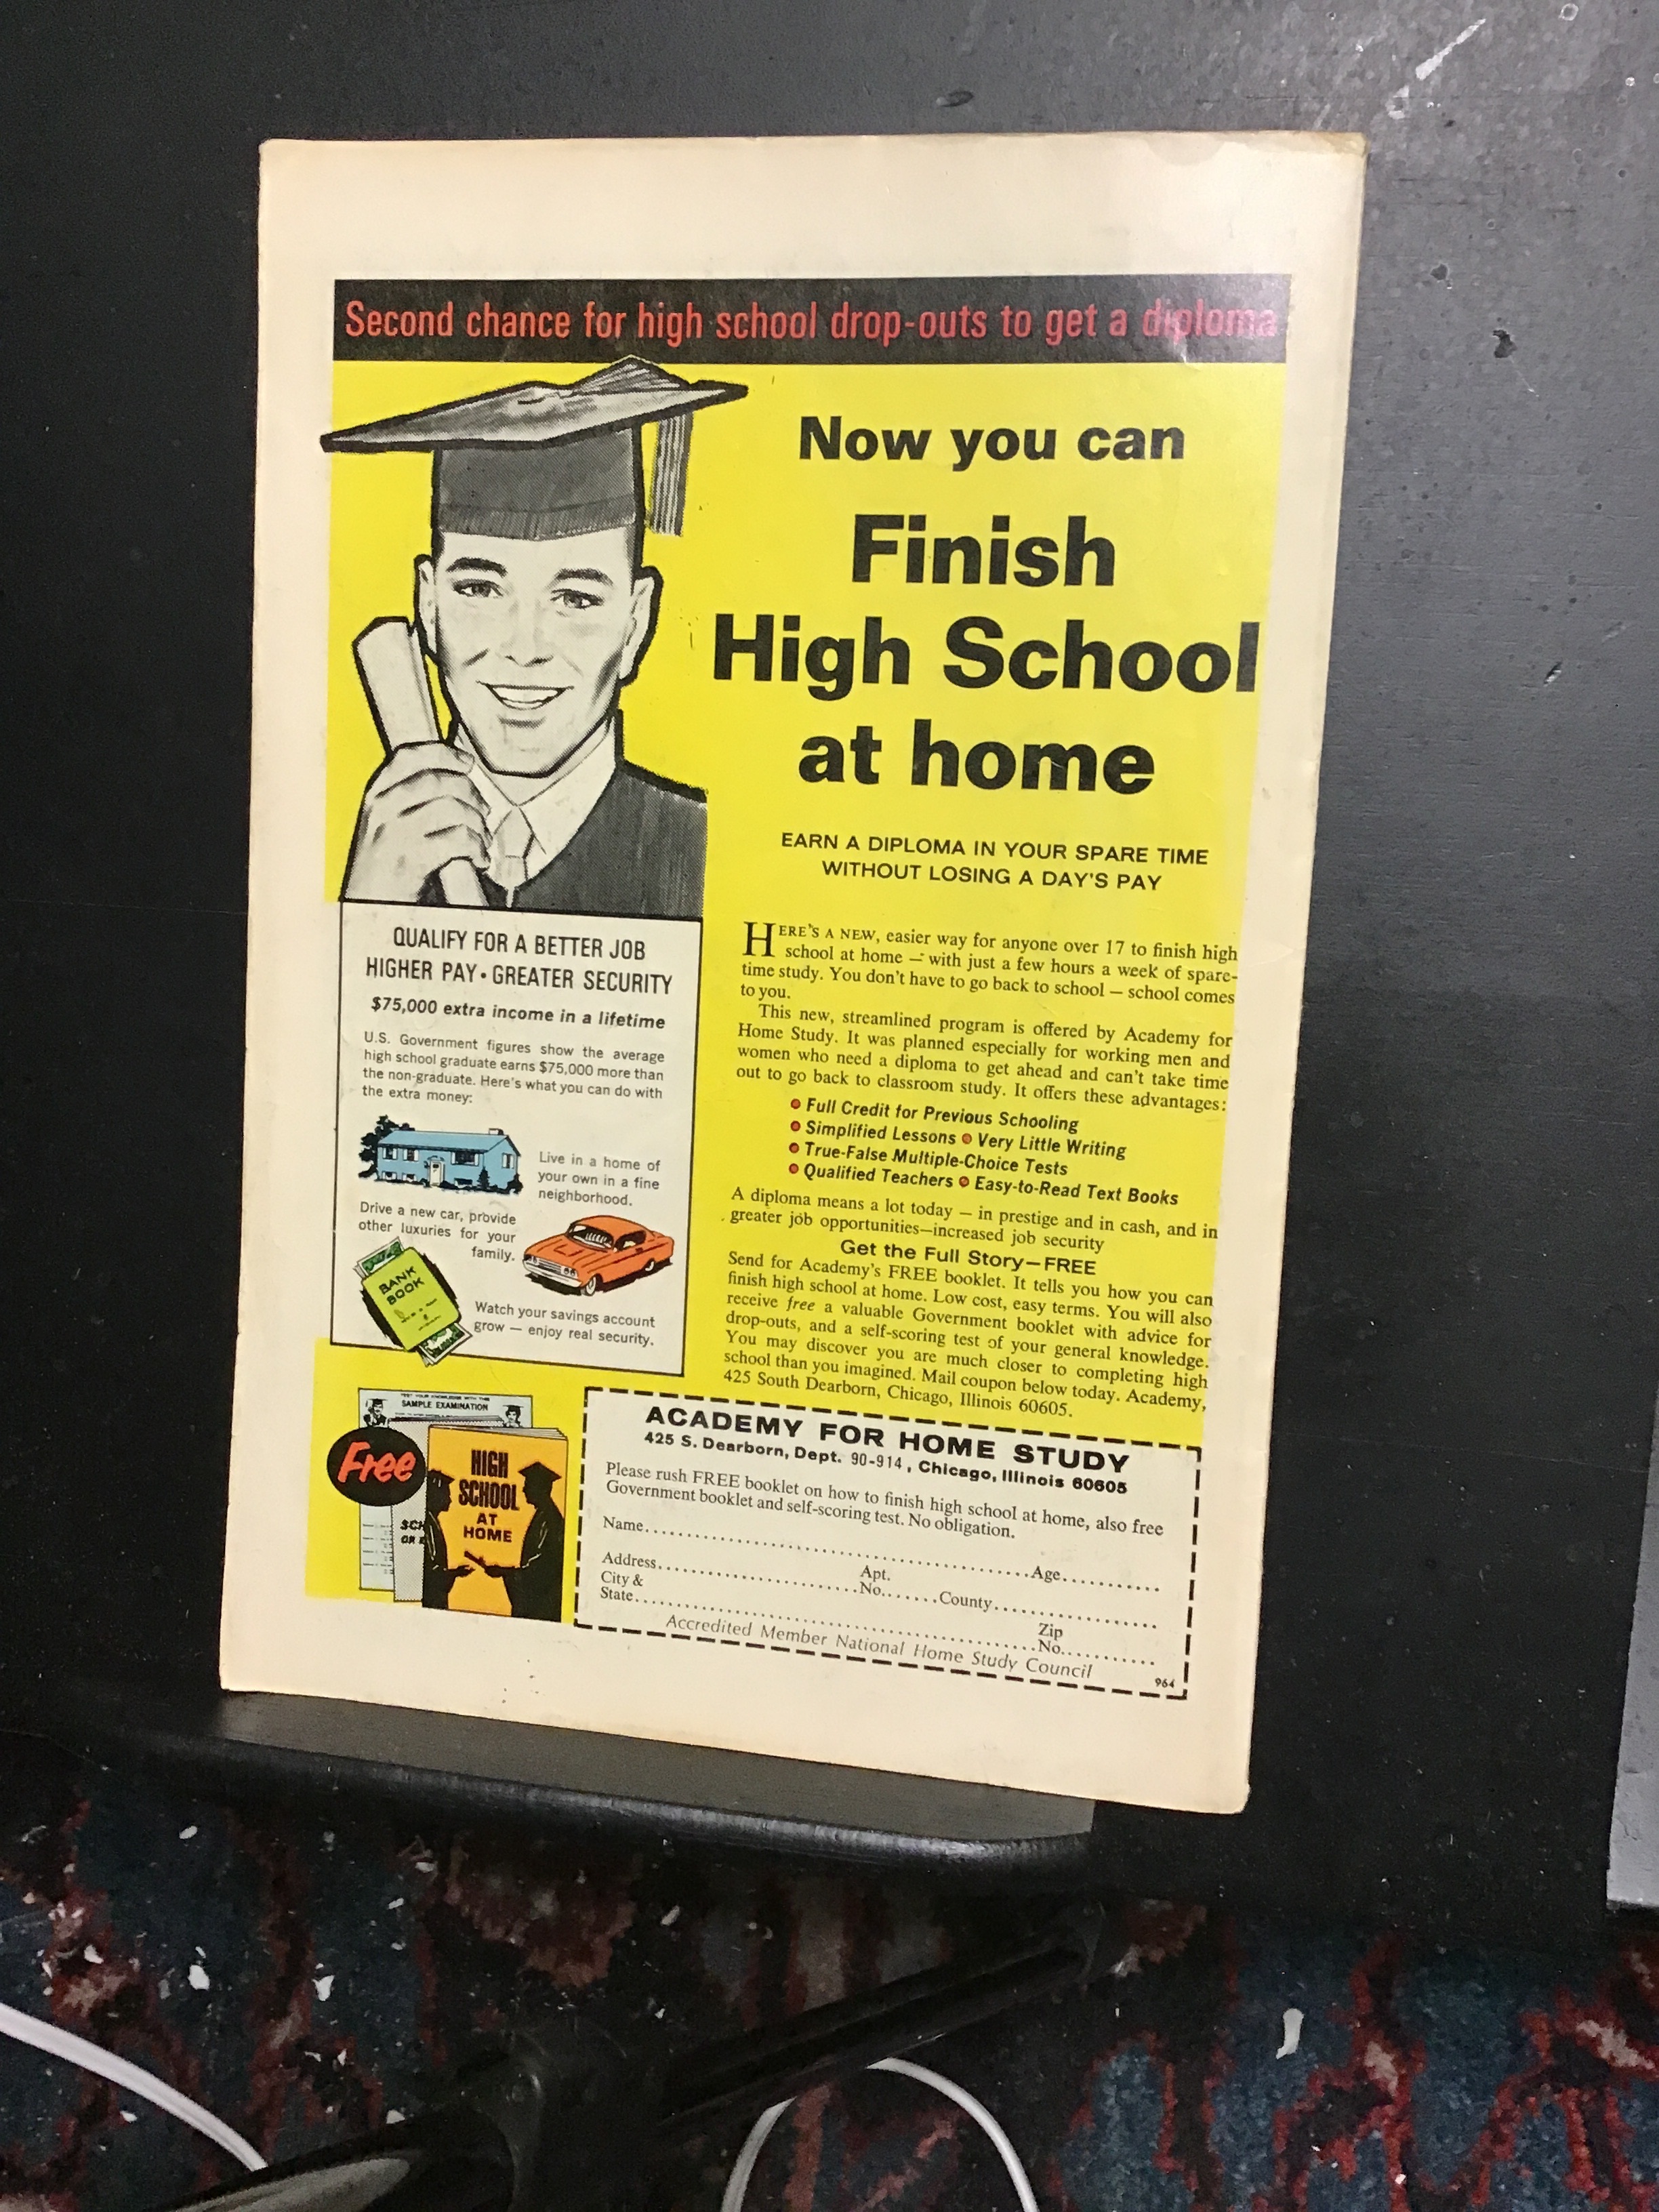 Second chance for high school drop-outs to get a diploma
Now you can
Finish
High School
at home
EARN A DIPLOMA IN YOUR SPARE TIME
WITHOUT LOSING A DAY'S PAY
QUALIFY FOR A BETTER JOB
HIGHER PAY • GREATER SECURITY
$75,000 extra income in a lifetime
U.S. Government figures show the average
high school graduate earns $75,000 more than
the non-graduate. Here's what you can do with
the extra money:
Live in a home of
your own in a fine
neighborhood.
Drive a new car, provide
other luxuries for your
family.
BANK
BOOK
Watch your savings account
grow — enjoy real security.
HERE'S A NEW, easier way for anyone over 17 to finish high
school at home — with just a few hours a week of spare-
time study. You don't have to go back to school — school comes
to you.
This new, streamlined program is offered by Academy for
Home Study. It was planned especially for working men and
women who need a diploma to get ahead and can't take time
out to go back to classroom study. It offers these advantages:
• Full Credit for Previous Schooling
• Simplified Lessons • Very Little Writing
• True-False Multiple-Choice Tests
• Qualified Teachers • Easy-to-Read Text Books
A diploma means a lot today — in prestige and in cash, and in
greater job opportunities—increased job security
Get the Full Story—FREE
Send for Academy's FREE booklet. It tells you how you can
finish high school at home. Low cost, easy terms. You will also
receive free a valuable Government booklet with advice for
drop-outs, and a self-scoring test of your general knowledge.
You may discover you are much closer to completing high
school than you imagined. Mail coupon below today. Academy,
425 South Dearborn, Chicago, Illinois 60605.
TEST YOUR KNOWLEDGE WITH THIS
SAMPLE EXAMINATION
Free
SCH
OR
HIGH
SCHOOL
AT
HOME
ACADEMY FOR HOME STUDY
425 S. Dearborn, Dept. 90-914, Chicago, Illinois 60605
Please rush FREE booklet on how to finish high school at home, also free
Government booklet and self-scoring test. No obligation.
Name.......................................................Age.............
Address............................Apt. No.......County.......................
City & State.......................................................Zip No.............
Accredited Member National Home Study Council
964